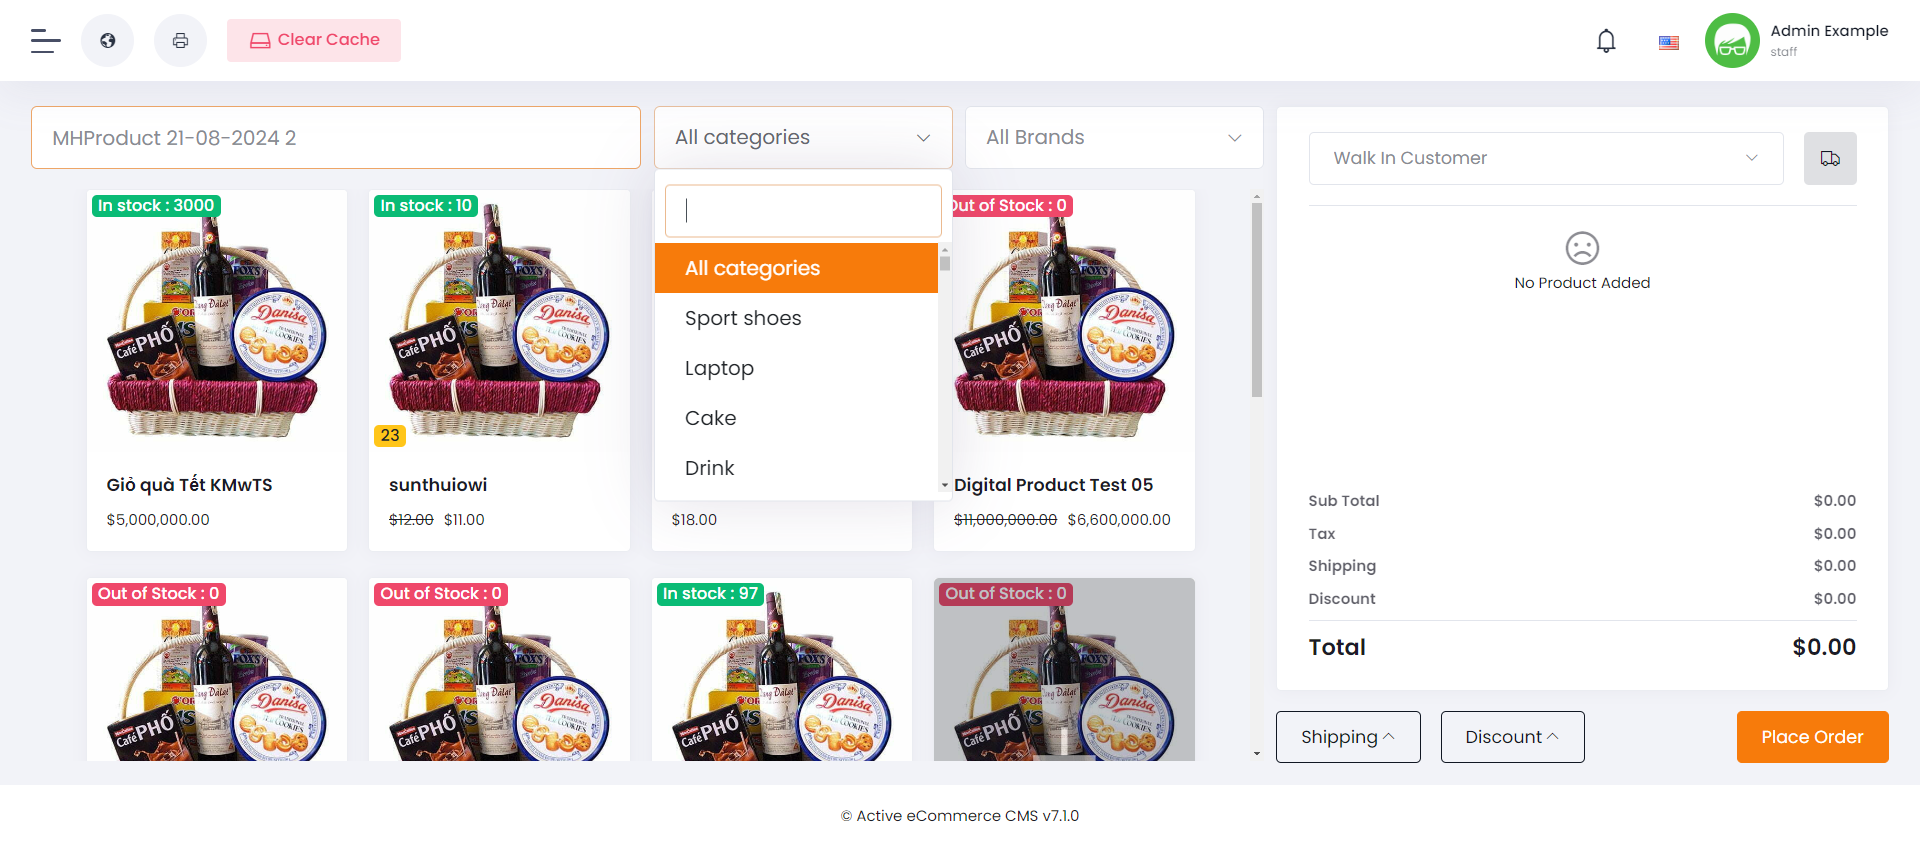 Clear Cache
Admin Example
staff
MHProduct 21-08-2024 2
All categories
All Brands
Walk In Customer
In stock : 3000
In stock : 10
Out of Stock : 0
All categories
Sport shoes
Laptop
Cake
Drink
No Product Added
23
Giỏ quà Tết KMwTS
$5,000,000.00
sunthuiowi
$12.00 $11.00
$18.00
Digital Product Test 05
$11,000,000.00 $6,600,000.00
Sub Total $0.00
Tax $0.00
Shipping $0.00
Discount $0.00
Total $0.00
Out of Stock : 0
Out of Stock : 0
In stock : 97
Out of Stock : 0
Shipping
Discount
Place Order
© Active eCommerce CMS v7.1.0